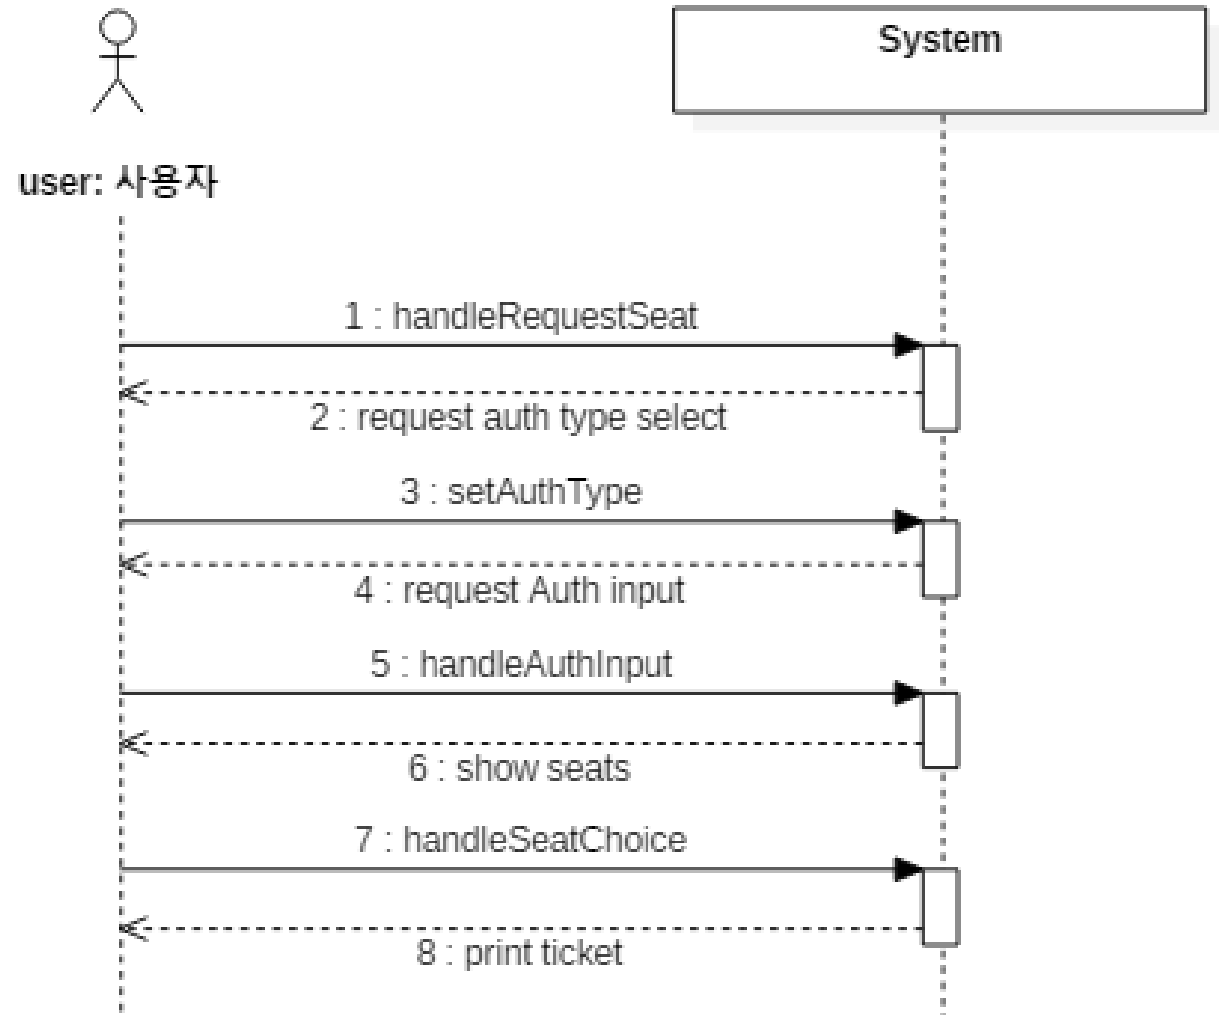 System
user: 사용자
1 : handleRequestSeat
2 : request auth type select
3 : setAuthType
4 : request Auth input
5 : handleAuthInput
6 : show seats
7 : handleSeatChoice
8 : print ticket